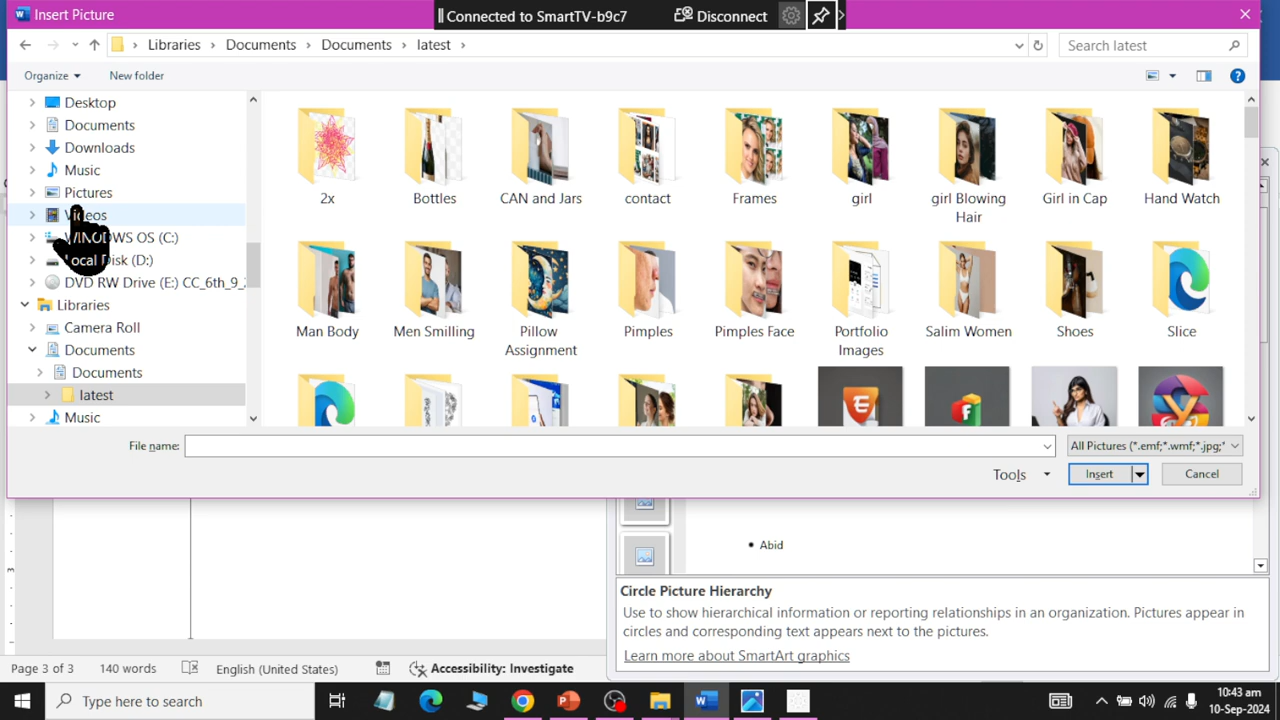 Insert Picture
Connected to SmartTV-b9c7 Disconnect
Libraries Documents Documents latest
Search latest
Organize New folder
Desktop
Documents
Downloads
Music
Pictures
Videos
WINDOWS OS (C:)
Local Disk (D:)
DVD RW Drive (E:) CC_6th_9_
Libraries
Camera Roll
Documents
Documents
latest
Music
2x Bottles CAN and Jars contact Frames girl girl Blowing Hair Girl in Cap Hand Watch
Man Body Men Smilling Pillow Assignment Pimples Pimples Face Portfolio Images Salim Women Shoes Slice
File name:
All Pictures (*.emf;*.wmf;*.jpg;*
Tools Insert Cancel
Abid
Circle Picture Hierarchy
Use to show hierarchical information or reporting relationships in an organization. Pictures appear in
circles and corresponding text appears next to the pictures.
Learn more about SmartArt graphics
Page 3 of 3 140 words English (United States) Accessibility: Investigate
Type here to search
10:43 am
10-Sep-2024